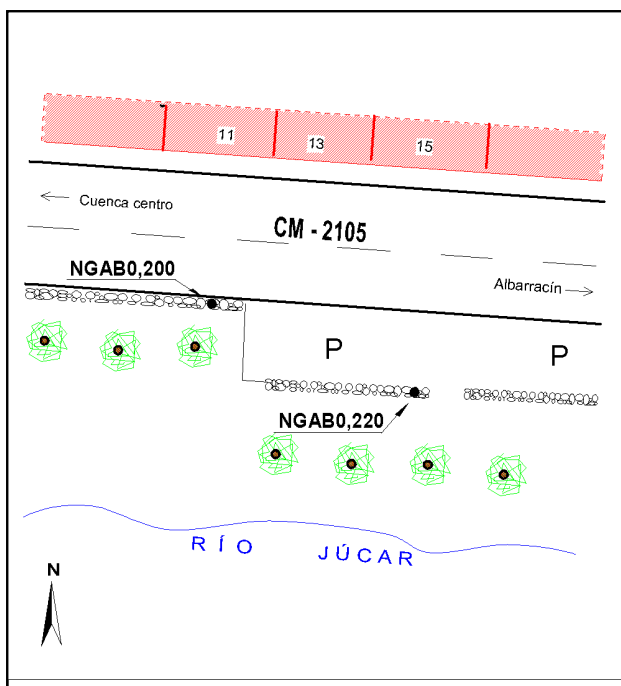 11
13
15
Cuenca centro
CM - 2105
NGAB0,200
Albarracín
P
P
NGAB0,220
RÍO JÚCAR
N